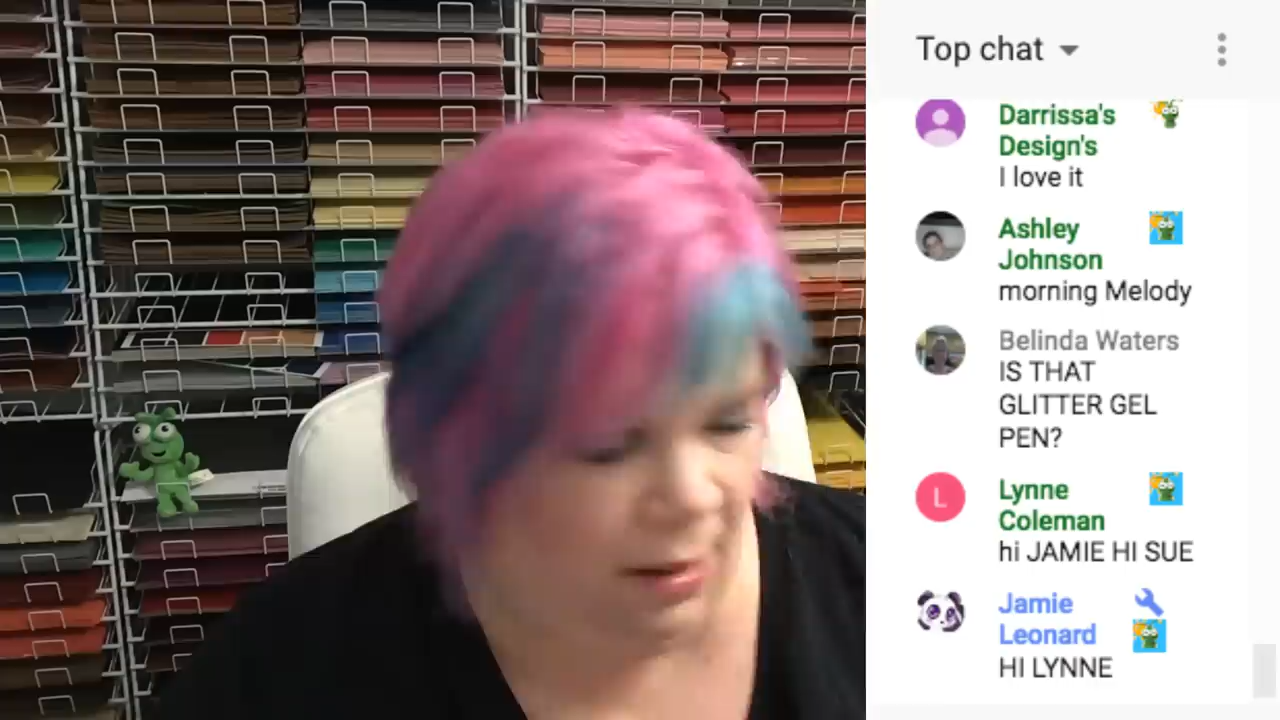 Top chat
Darrissa's
Design's
I love it
Ashley
Johnson
morning Melody
Belinda Waters
IS THAT
GLITTER GEL
PEN?
L
Lynne
Coleman
hi JAMIE HI SUE
Jamie
Leonard
HI LYNNE